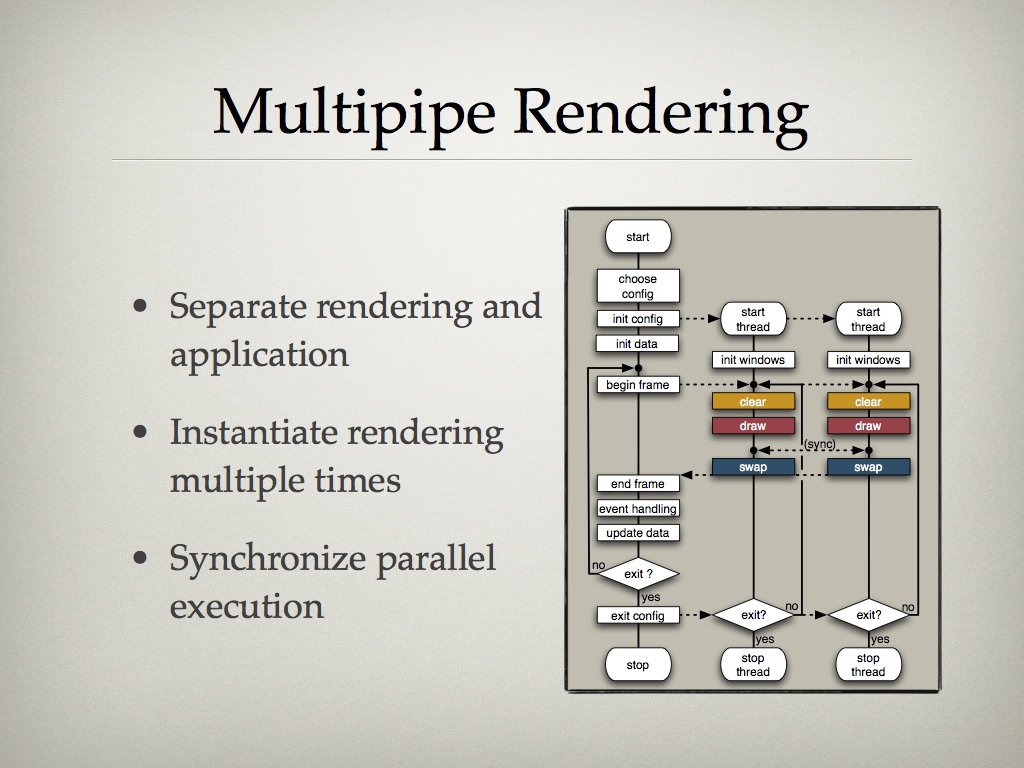 Multipipe Rendering
• Separate rendering and
application
• Instantiate rendering
multiple times
• Synchronize parallel
execution
start
choose
config
init config
init data
begin frame
end frame
event handling
update data
exit ?
no
yes
exit config
stop
start
thread
init windows
clear
draw
(sync)
swap
exit?
no
yes
stop
thread
start
thread
init windows
clear
draw
swap
exit?
no
yes
stop
thread